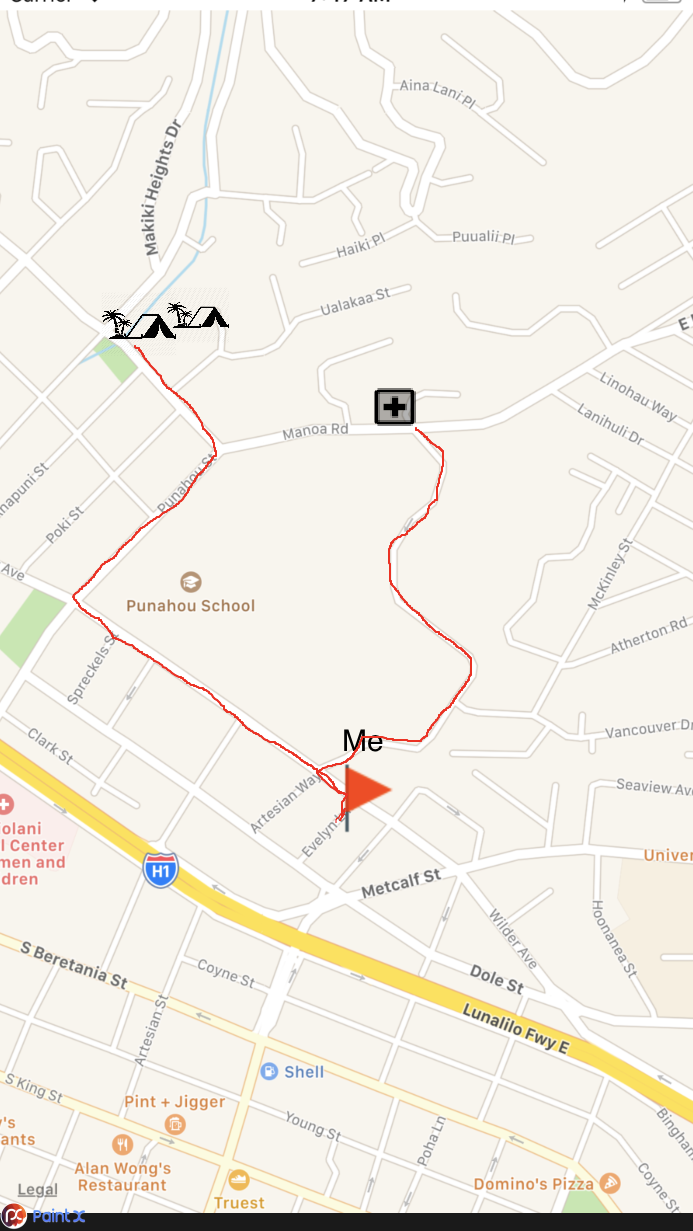 Aina Lani Pl
Makiki Heights Dr
Haiki Pl
Puualii Pl
Ualakaa St
Linohau Way
Lanihuli Dr
Manoa Rd
Punahou St
Poki St
Ave
Punahou School
McKinley St
Atherton Rd
Spreckels St
Vancouver Dr
Me
Clark St
Artesian Way
Evelyn
Seaview Ave
olani
l Center
men and
dren
H1
Univer
Metcalf St
Wilder Ave
Hoonanea St
S Beretania St
Coyne St
Dole St
Lunalilo Fwy E
Artesian St
Shell
S King St
Pint + Jigger
Young St
Poha Ln
Bingham
Coyne St
's
ants
Alan Wong's
Restaurant
Domino's Pizza
Truest
Legal
PC Paint X